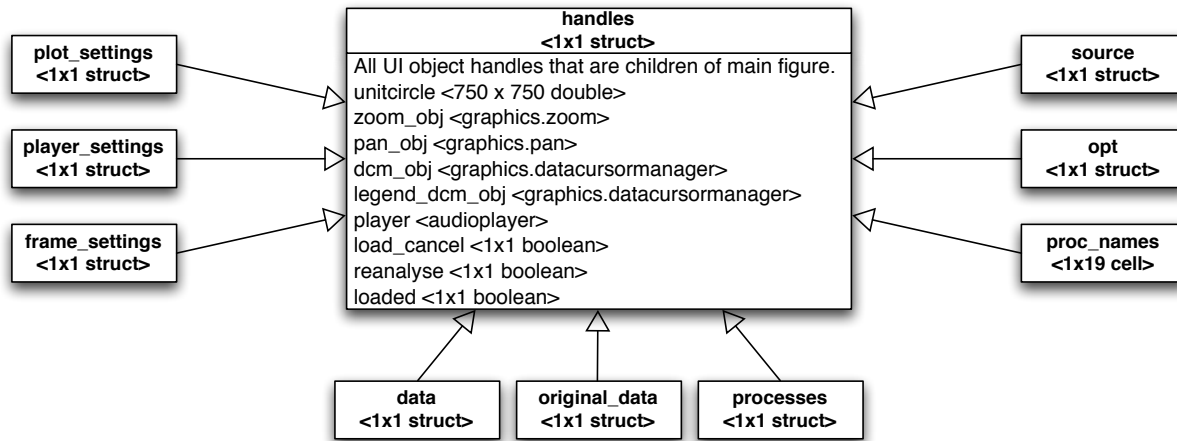 handles
<1x1 struct>
All UI object handles that are children of main figure.
unitcircle <750 x 750 double>
zoom_obj <graphics.zoom>
pan_obj <graphics.pan>
dcm_obj <graphics.datacursormanager>
legend_dcm_obj <graphics.datacursormanager>
player <audioplayer>
load_cancel <1x1 boolean>
reanalyse <1x1 boolean>
loaded <1x1 boolean>
plot_settings
<1x1 struct>
player_settings
<1x1 struct>
frame_settings
<1x1 struct>
source
<1x1 struct>
opt
<1x1 struct>
proc_names
<1x19 cell>
data
<1x1 struct>
original_data
<1x1 struct>
processes
<1x1 struct>